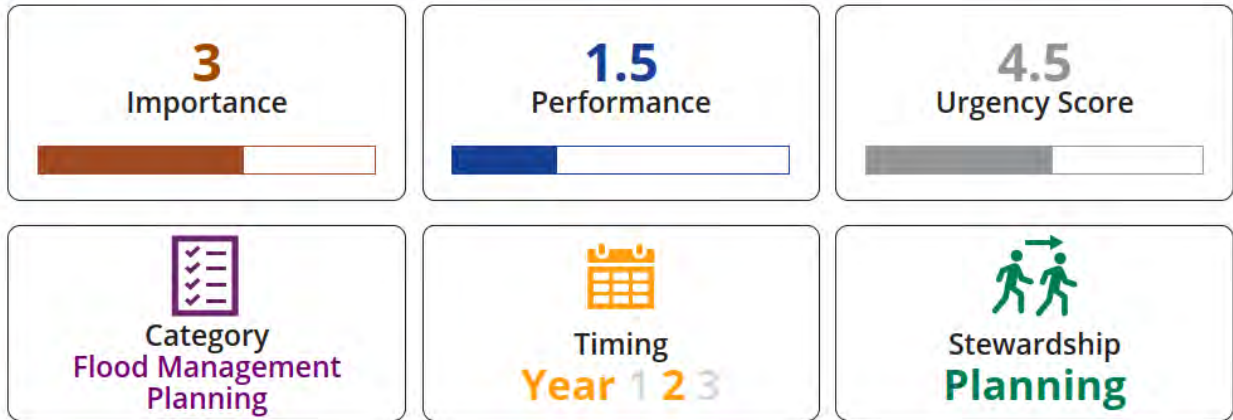 3
Importance
1.5
Performance
4.5
Urgency Score
Category
Flood Management
Planning
Timing
Year 1 2 3
Stewardship
Planning